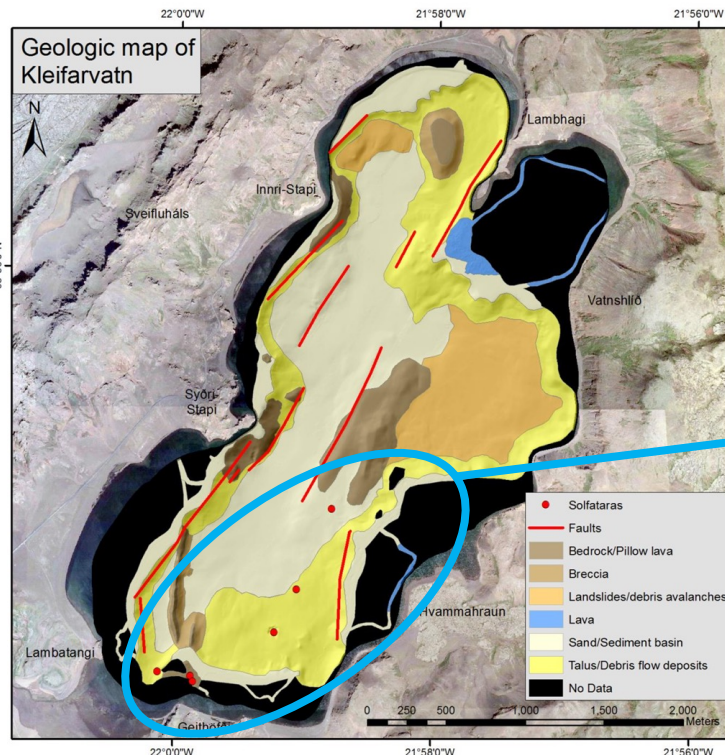 22°0'0"W
21°58'0"W
21°56'0"W
Geologic map of
Kleifarvatn
N
Lambhagi
Innri-Stapi
Sveifluháls
Vatnshlíð
Syðri-
Stapi
Solfataras
Faults
Bedrock/Pillow lava
Breccia
Landslides/debris avalanches
Lava
Sand/Sediment basin
Talus/Debris flow deposits
No Data
Hvammahraun
Lambatangi
0 250 500 1,000 1,500 2,000
Meters
22°0'0"W
21°58'0"W
21°56'0"W